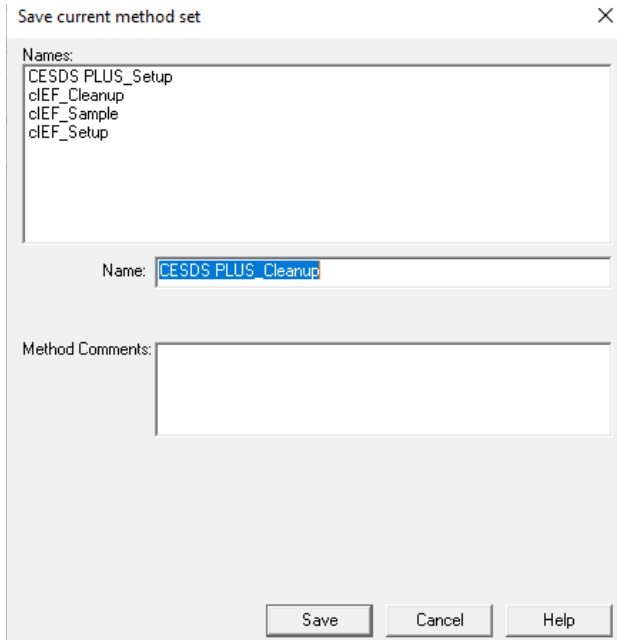 Save current method set
Names:
CESDS PLUS_Setup
cIEF_Cleanup
cIEF_Sample
cIEF_Setup
Name: CESDS PLUS_Cleanup
Method Comments:
Save Cancel Help